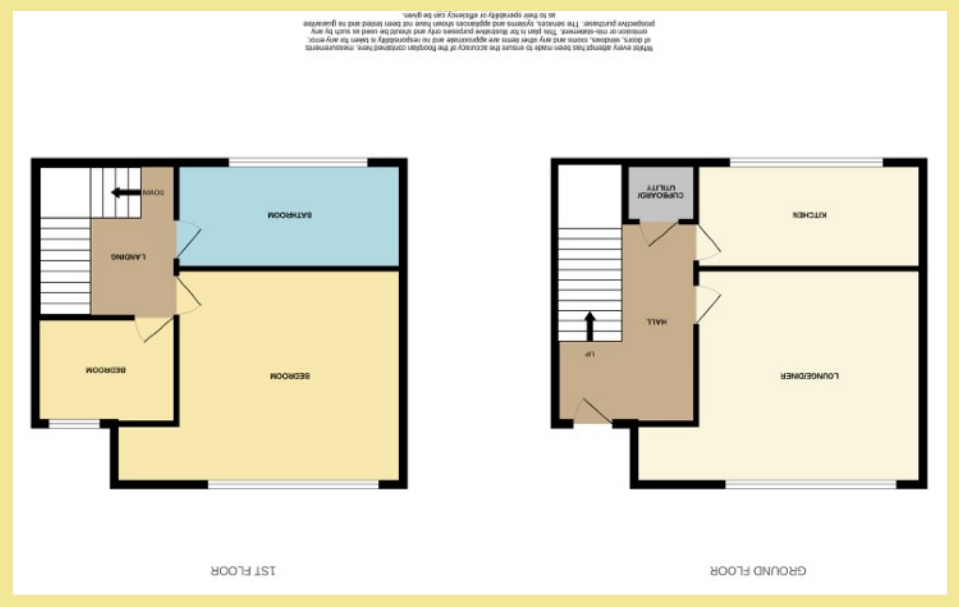 GROUND FLOOR
LOUNGE/DINER
UP
HALL
KITCHEN
CUPBOARD/
UTILITY
1ST FLOOR
BEDROOM
BEDROOM
LANDING
BATHROOM
DOWN
Whilst every attempt has been made to ensure the accuracy of the floorplan contained here, measurements
of doors, windows, rooms and any other items are approximate and no responsibility is taken for any error,
omission or mis-statement. This plan is for illustrative purposes only and should be used as such by any
prospective purchaser. The services, systems and appliances shown have not been tested and no guarantee
as to their operability or efficiency can be given.